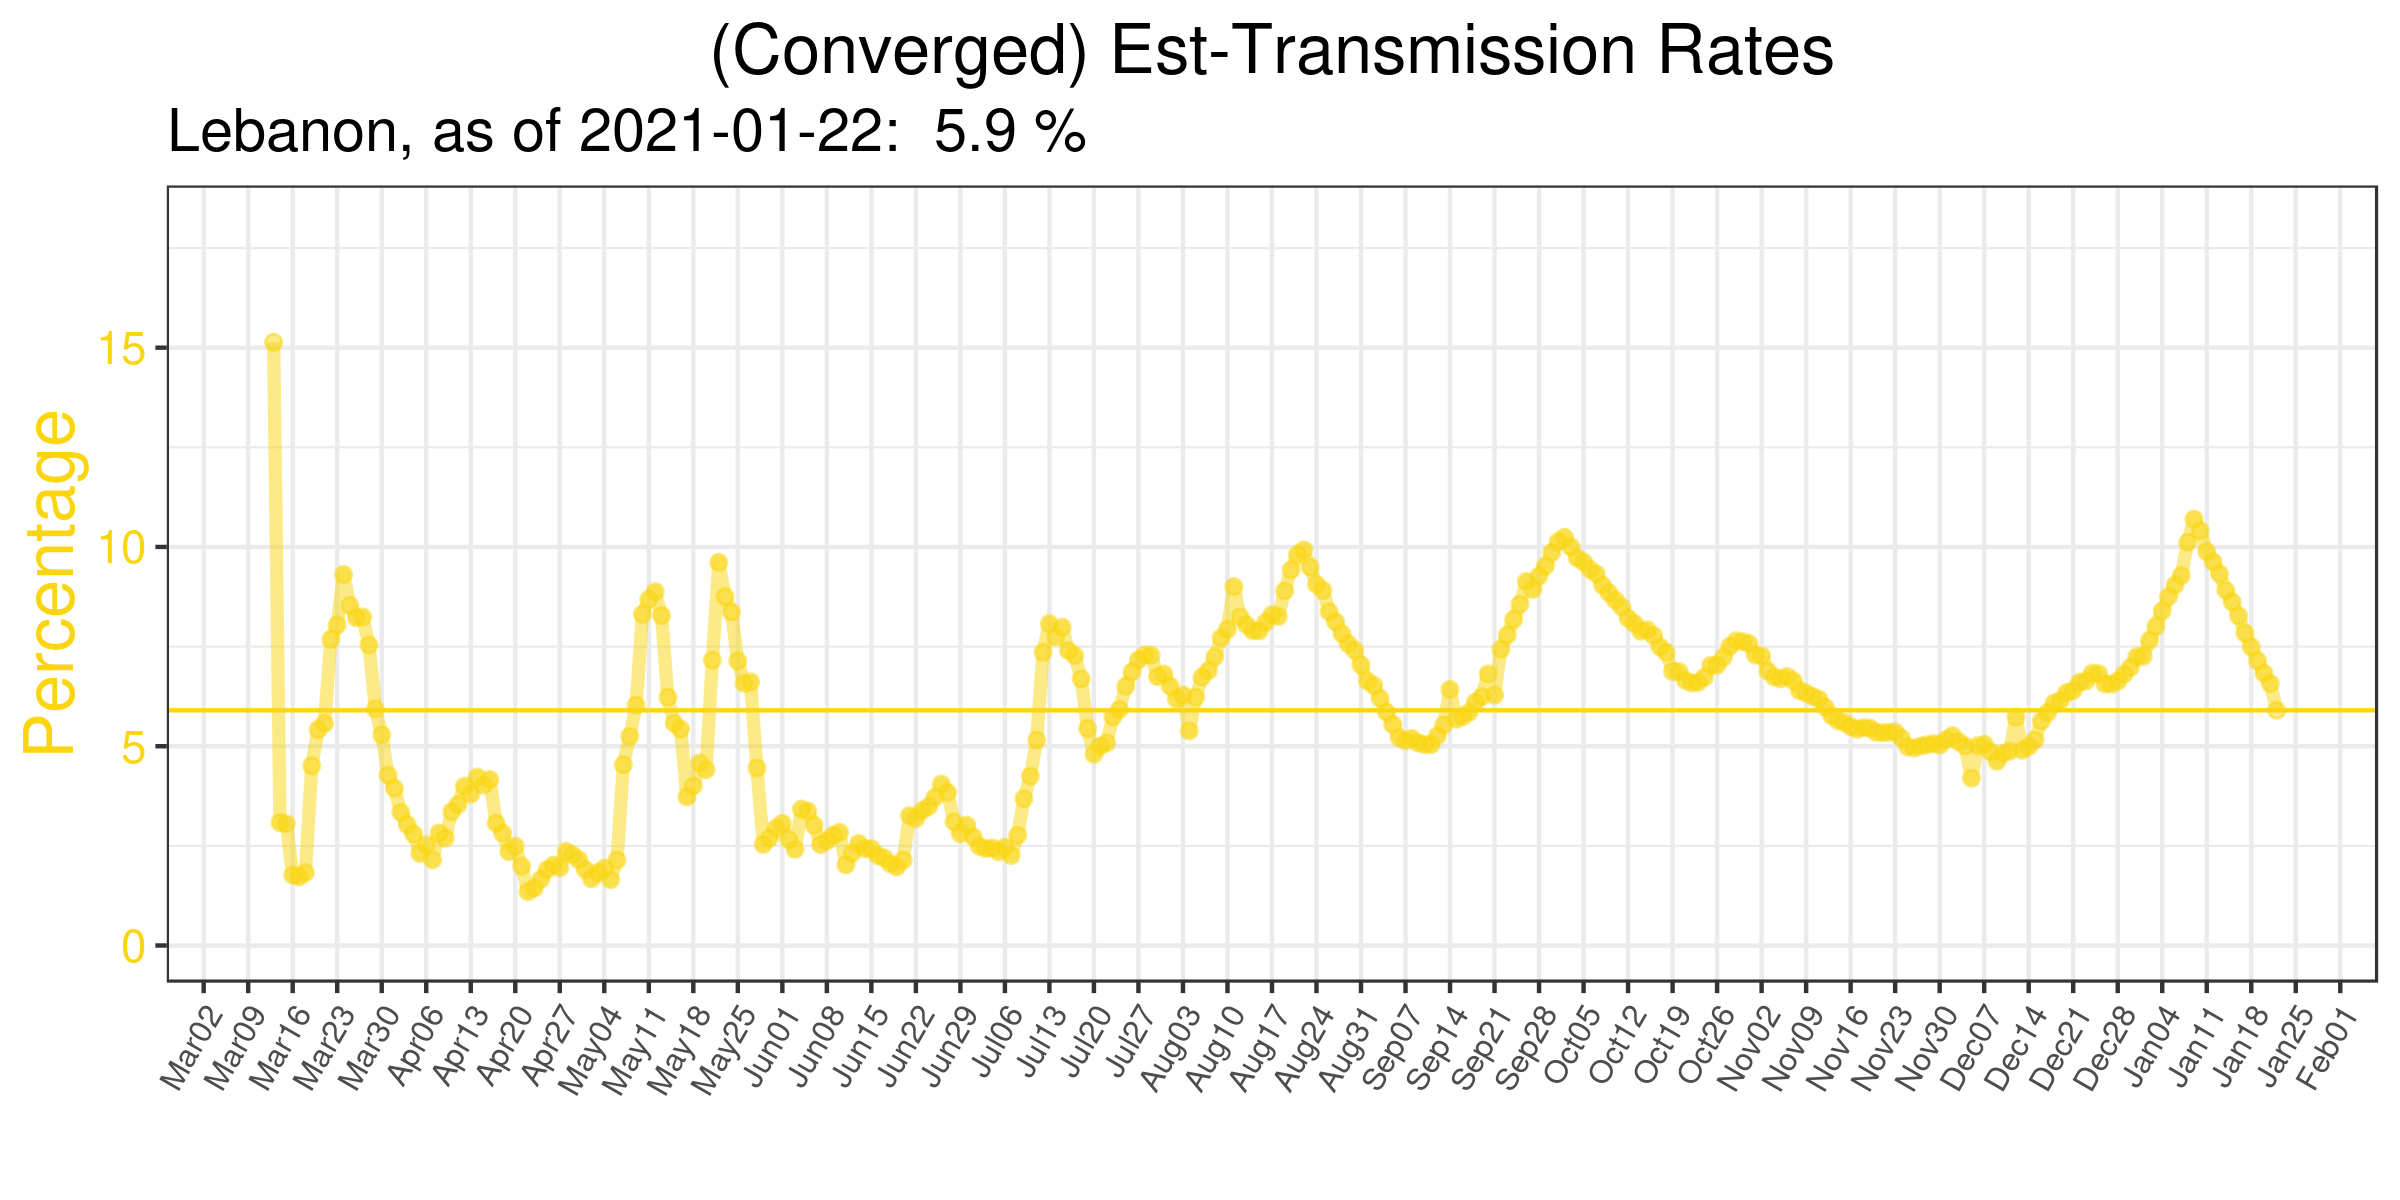 (Converged) Est-Transmission Rates
Lebanon, as of 2021-01-22:  5.9 %
Percentage
15
10
5
0
Mar02
Mar09
Mar16
Mar23
Mar30
Apr06
Apr13
Apr20
Apr27
May04
May11
May18
May25
Jun01
Jun08
Jun15
Jun22
Jun29
Jul06
Jul13
Jul20
Jul27
Aug03
Aug10
Aug17
Aug24
Aug31
Sep07
Sep14
Sep21
Sep28
Oct05
Oct12
Oct19
Oct26
Nov02
Nov09
Nov16
Nov23
Nov30
Dec07
Dec14
Dec21
Dec28
Jan04
Jan11
Jan18
Jan25
Feb01